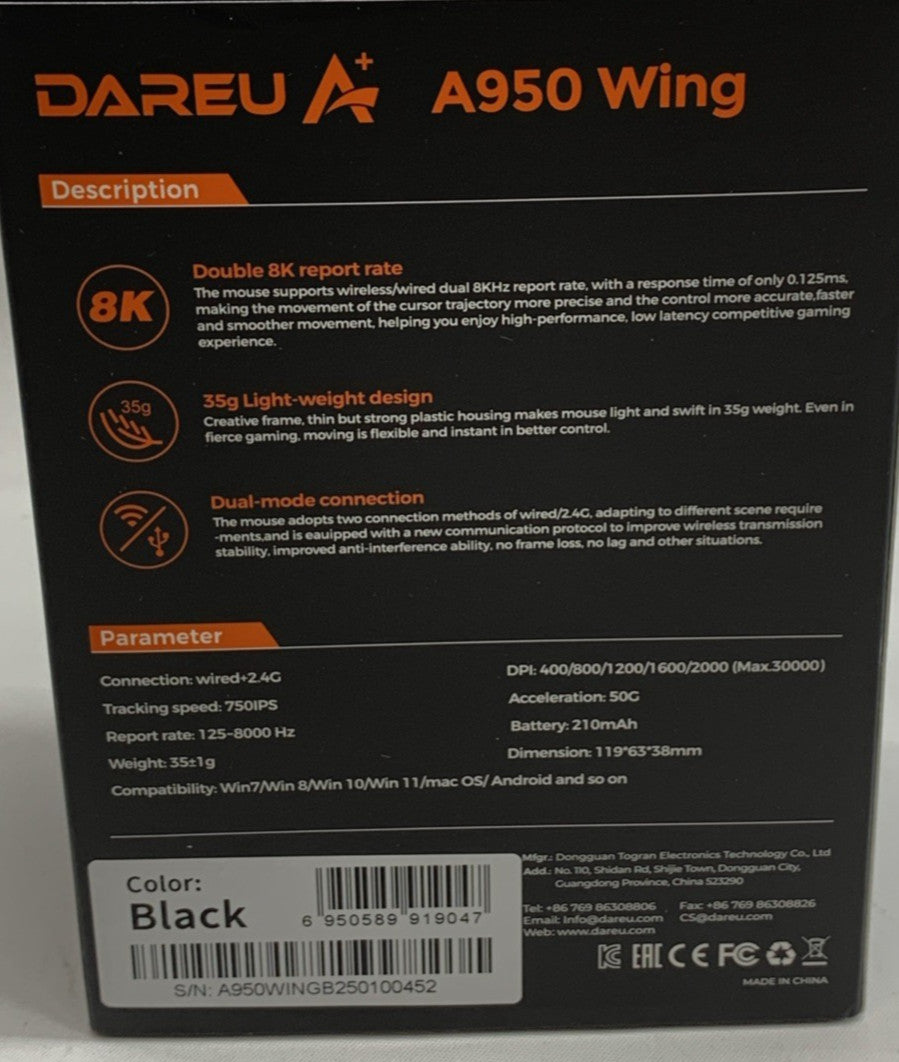 DAREU A+ A950 Wing
Description
8K
Double 8K report rate
The mouse supports wireless/wired dual 8KHz report rate, with a response time of only 0.125ms,
making the movement of the cursor trajectory more precise and the control more accurate,faster
and smoother movement, helping you enjoy high-performance, low latency competitive gaming
experience.
35g
35g Light-weight design
Creative frame, thin but strong plastic housing makes mouse light and swift in 35g weight. Even in
fierce gaming, moving is flexible and instant in better control.
Dual-mode connection
The mouse adopts two connection methods of wired/2.4G, adapting to different scene require
-ments,and is eauipped with a new communication protocol to improve wireless transmission
stability, improved anti-interference ability, no frame loss, no lag and other situations.
Parameter
Connection: wired+2.4G
DPI: 400/800/1200/1600/2000 (Max.30000)
Tracking speed: 750IPS
Acceleration: 50G
Report rate: 125~8000 Hz
Battery: 210mAh
Weight: 35±1g
Dimension: 119*63*38mm
Compatibility: Win7/Win 8/Win 10/Win 11/mac OS/ Android and so on
Color:
Black
6 950589 919047
S/N: A950WINGB250100452
Mfgr.: Dongguan Togran Electronics Technology Co., Ltd
Add.: No. 110, Shidan Rd, Shijie Town, Dongguan City,
Guangdong Province, China 523290
Tel: +86 769 86308806 Fax: +86 769 86308826
Email: Info@dareu.com CS@dareu.com
Web: www.dareu.com
EAC CE FC
MADE IN CHINA